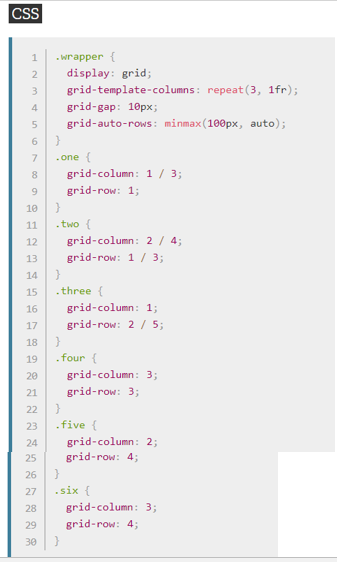 CSS
1 .wrapper {
2   display: grid;
3   grid-template-columns: repeat(3, 1fr);
4   grid-gap: 10px;
5   grid-auto-rows: minmax(100px, auto);
6 }
7 .one {
8   grid-column: 1 / 3;
9   grid-row: 1;
10 }
11 .two {
12   grid-column: 2 / 4;
13   grid-row: 1 / 3;
14 }
15 .three {
16   grid-column: 1;
17   grid-row: 2 / 5;
18 }
19 .four {
20   grid-column: 3;
21   grid-row: 3;
22 }
23 .five {
24   grid-column: 2;
25   grid-row: 4;
26 }
27 .six {
28   grid-column: 3;
29   grid-row: 4;
30 }